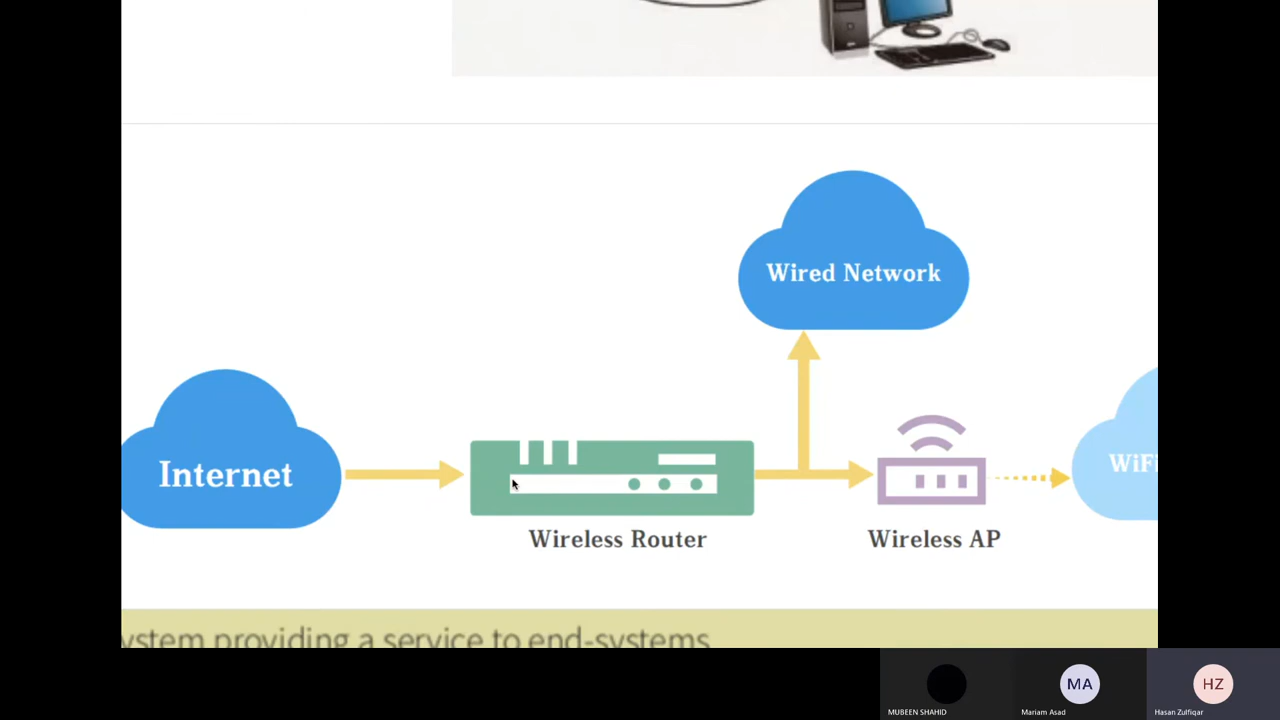 Wired Network
Internet
WiFi
Wireless Router
Wireless AP
ystem providing a service to end-systems
MA
HZ
MUBEEN SHAHID
Mariam Asad
Hasan Zulfiqar